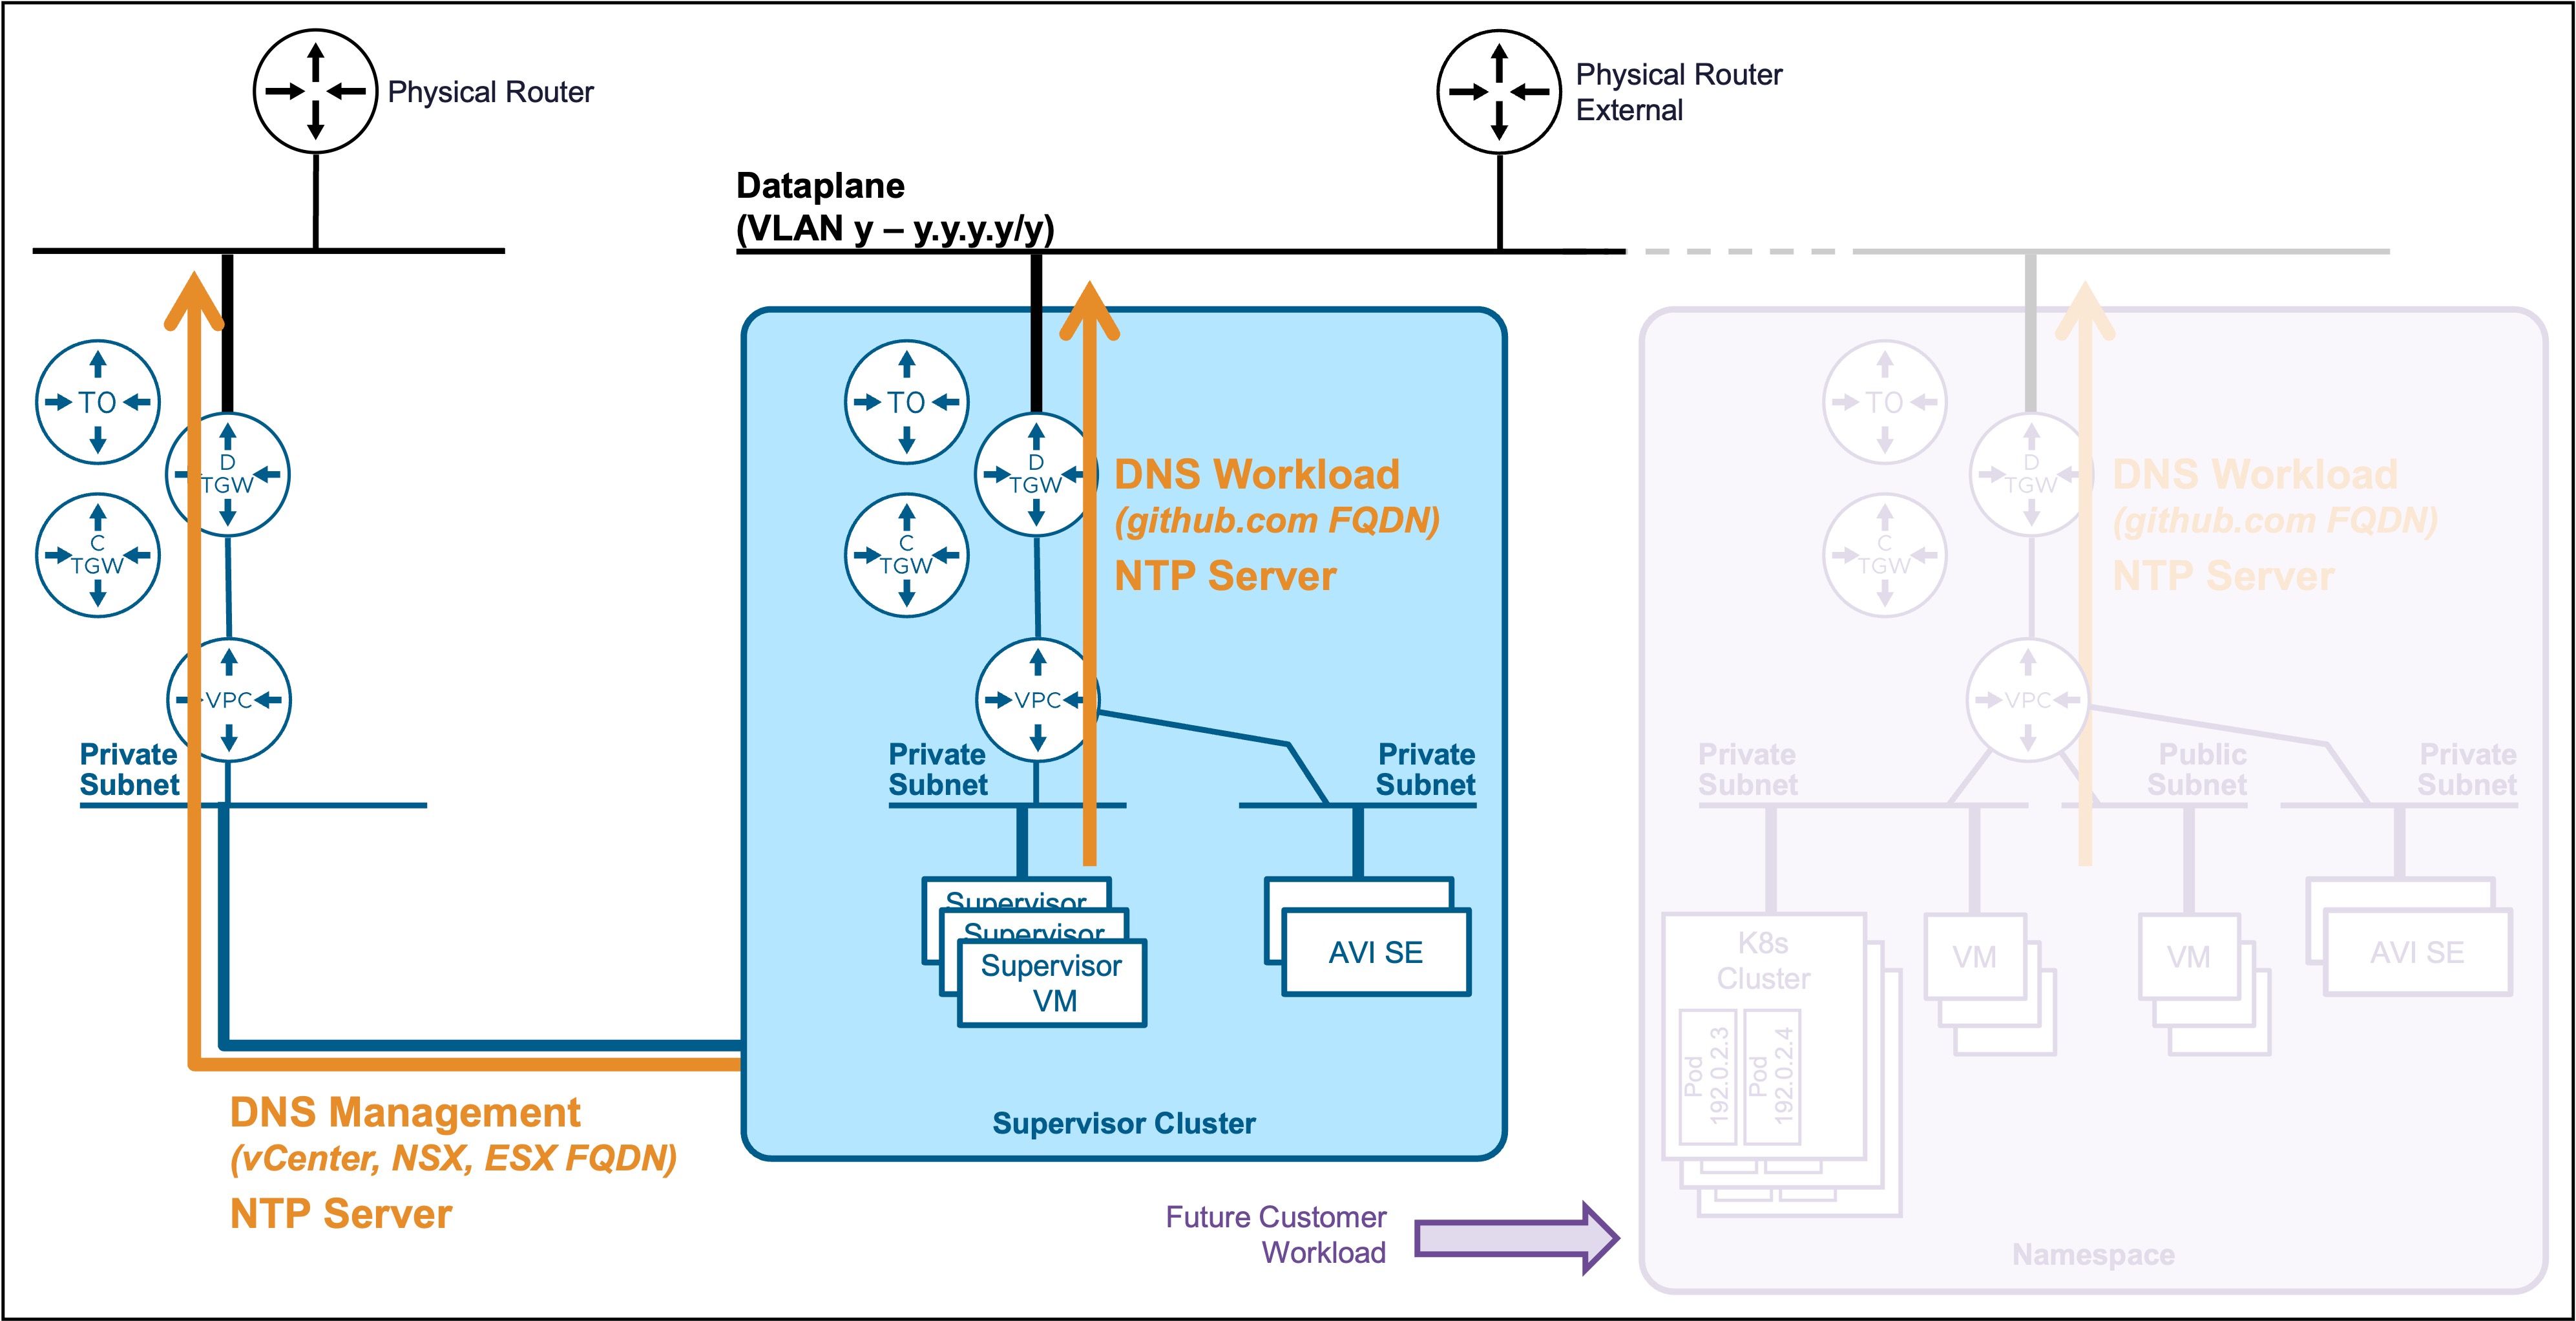 Physical Router
Physical Router
External
Dataplane
(VLAN y – y.y.y.y/y)
T0
D
TGW
C
TGW
VPC
Private
Subnet
DNS Management
(vCenter, NSX, ESX FQDN)
NTP Server
T0
D
TGW
C
TGW
VPC
DNS Workload
(github.com FQDN)
NTP Server
Private
Subnet
Private
Subnet
Supervisor
Supervisor
Supervisor
VM
AVI SE
Supervisor Cluster
Future Customer
Workload
T0
D
TGW
C
TGW
VPC
DNS Workload
(github.com FQDN)
NTP Server
Private
Subnet
Public
Subnet
Private
Subnet
K8s
Cluster
Pod
192.0.2.3
Pod
192.0.2.4
VM
VM
AVI SE
Namespace